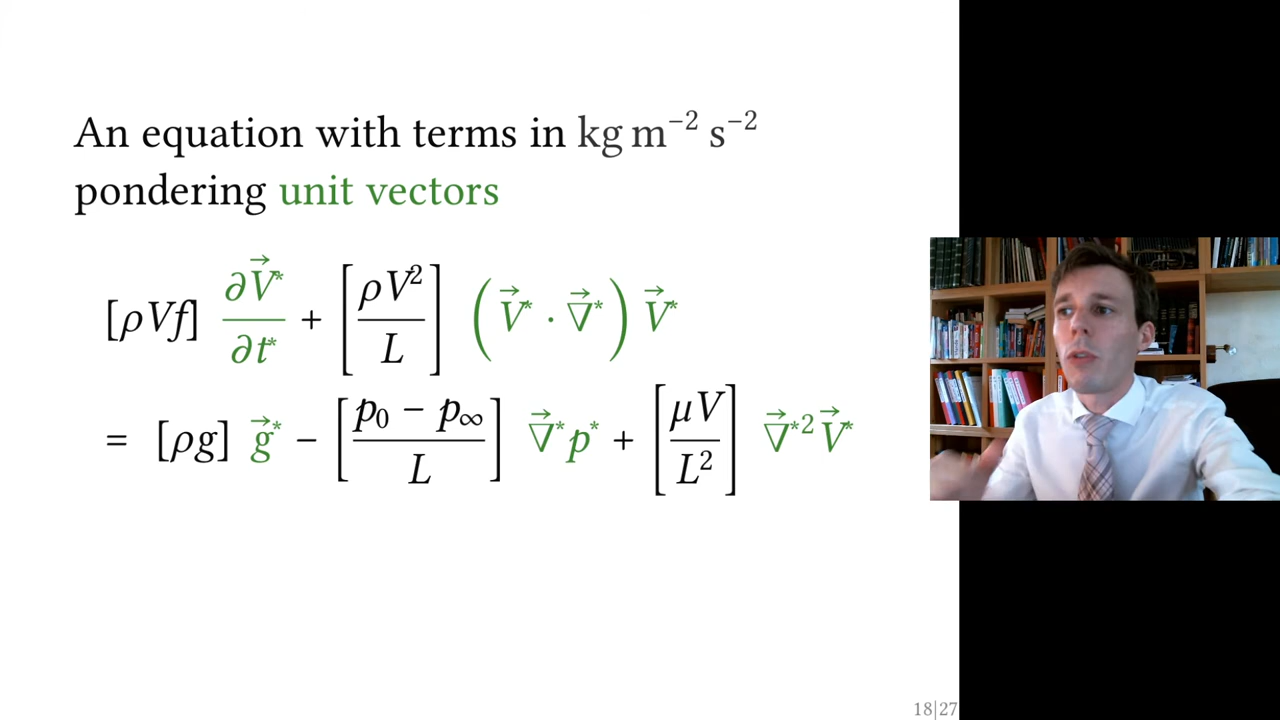 An equation with terms in kg m⁻² s⁻²
pondering unit vectors
[ρVf] ∂V⃗*/∂t* + [ρV²/L] (V⃗* · ∇⃗*) V⃗*
= [ρg] g⃗* − [p₀ − p∞/L] ∇⃗*p* + [μV/L²] ∇⃗*²V⃗*
18|27